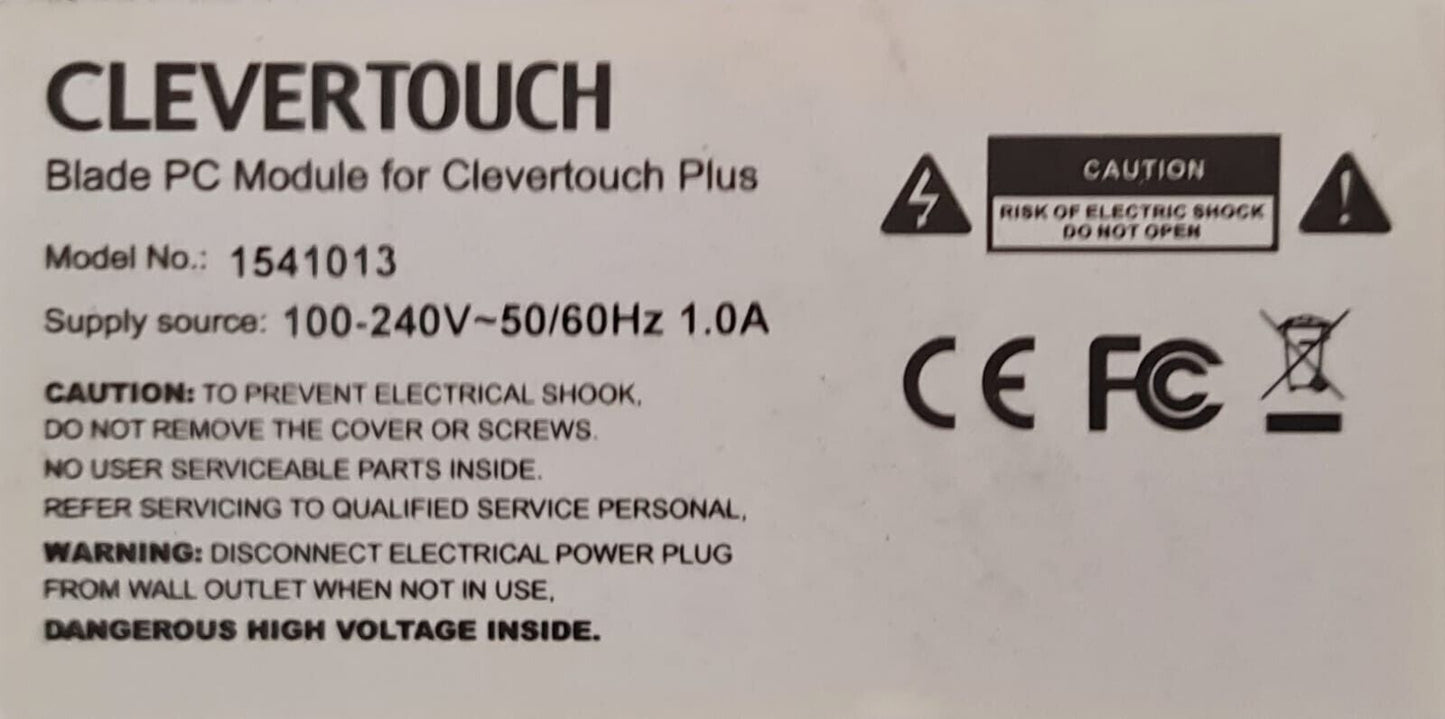 CLEVERTOUCH
Blade PC Module for Clevertouch Plus
Model No.: 1541013
Supply source: 100-240V~50/60Hz 1.0A
CAUTION: TO PREVENT ELECTRICAL SHOOK,
DO NOT REMOVE THE COVER OR SCREWS.
NO USER SERVICEABLE PARTS INSIDE.
REFER SERVICING TO QUALIFIED SERVICE PERSONAL,
WARNING: DISCONNECT ELECTRICAL POWER PLUG
FROM WALL OUTLET WHEN NOT IN USE,
DANGEROUS HIGH VOLTAGE INSIDE.
CAUTION
RISK OF ELECTRIC SHOCK
DO NOT OPEN
CE FC